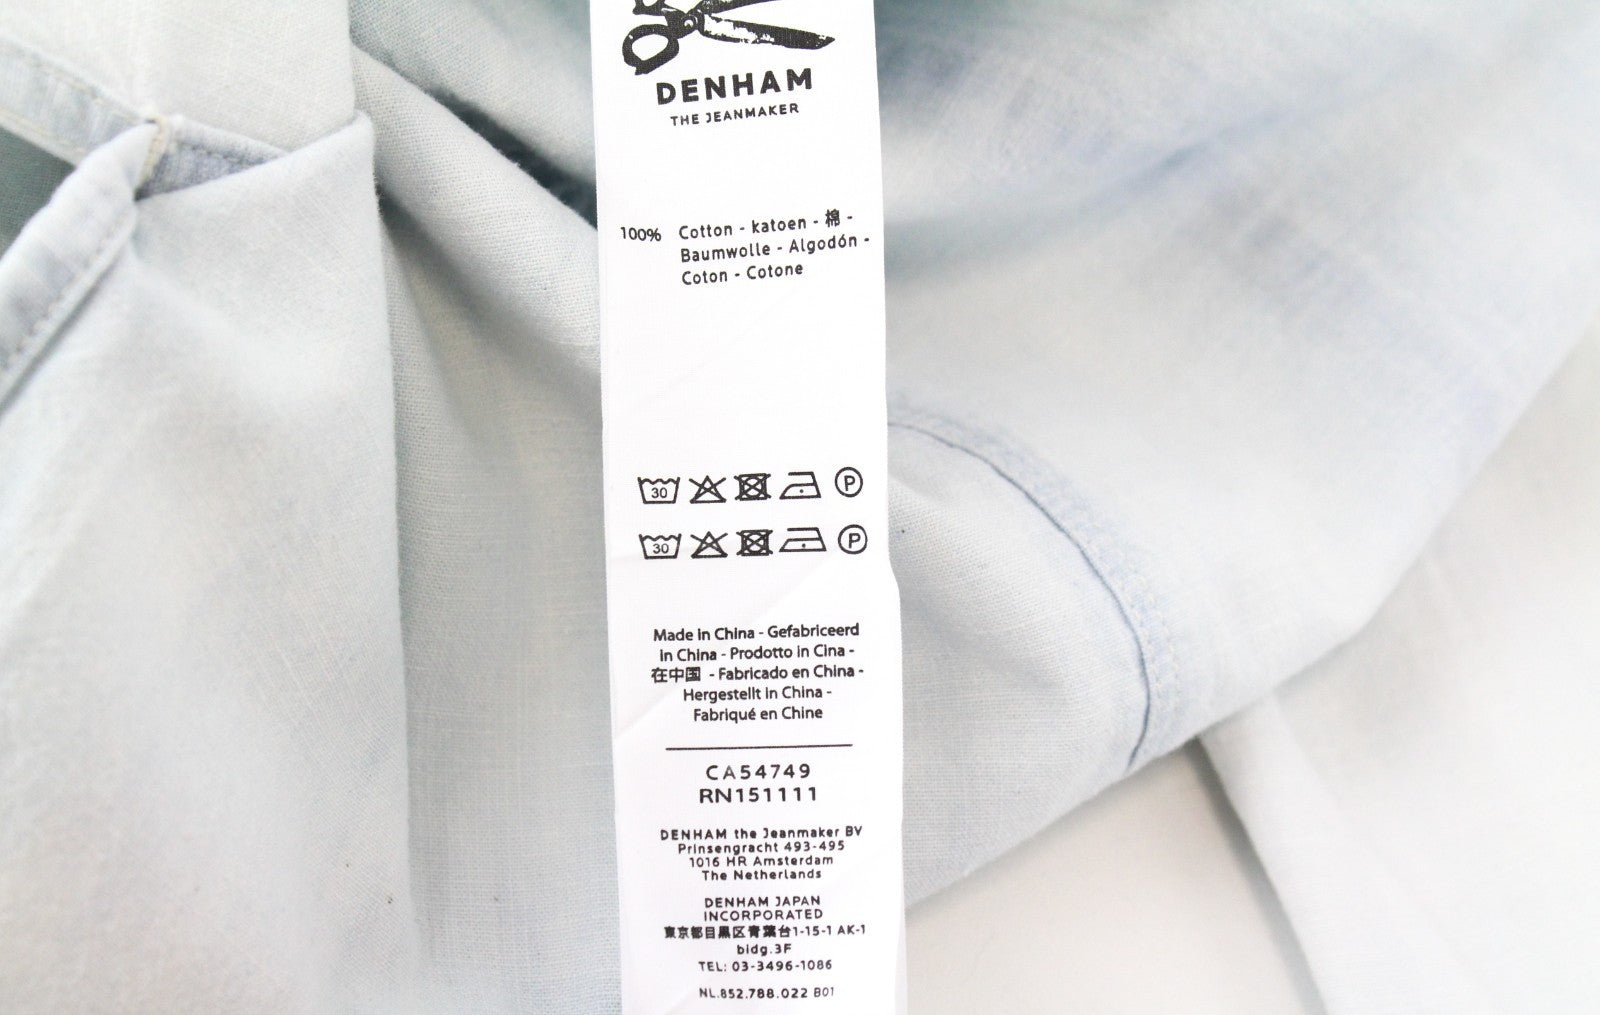 DENHAM
THE JEANMAKER
100% Cotton - katoen - 棉 -
Baumwolle - Algodón -
Coton - Cotone
30 P
30 P
Made in China - Gefabriceerd
in China - Prodotto in Cina -
在中国 - Fabricado en China -
Hergestellt in China -
Fabriqué en Chine
CA54749
RN151111
DENHAM the Jeanmaker BV
Prinsengracht 493-495
1016 HR Amsterdam
The Netherlands
DENHAM JAPAN
INCORPORATED
東京都目黒区青葉台1-15-1 AK-1
bldg.3F
TEL: 03-3496-1086
NL.852.788.022 B01